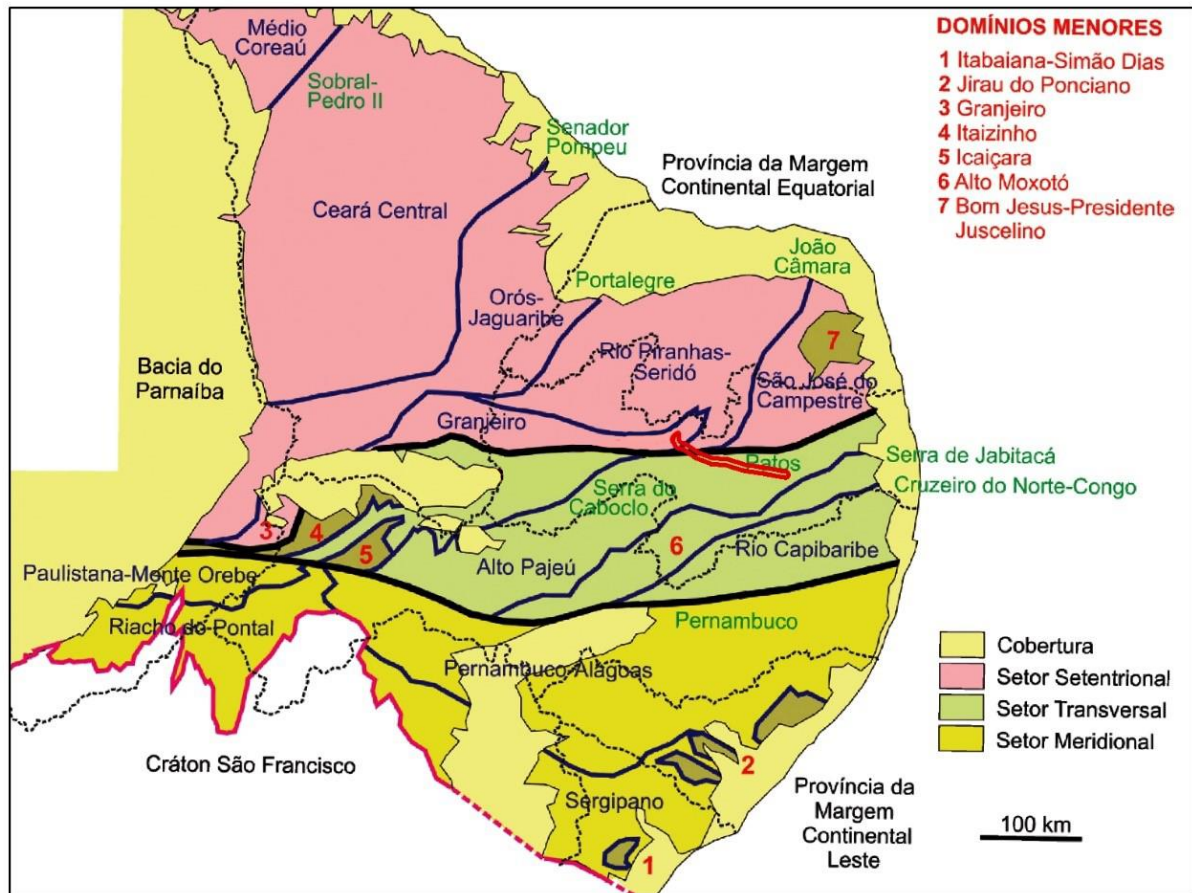 Médio
Coreaú
Sobral-
Pedro II
Senador
Pompeu
Província da Margem
Continental Equatorial
Ceará Central
João
Câmara
Portalegre
Orós-
Jaguaribe
Rio Piranhas-
Seridó
7
São José do
Campestre
Bacia do
Parnaíba
Granjeiro
Patos
Serra de Jabitacá
Cruzeiro do Norte-Congo
Serra do
Caboclo
3
4
5
6
Alto Pajeú
Rio Capibaribe
Paulistana-Monte Orebe
Riacho do Pontal
Pernambuco
Pernambuco-Alagoas
Cráton São Francisco
2
Sergipano
1
Província da
Margem
Continental
Leste
DOMÍNIOS MENORES
1 Itabaiana-Simão Dias
2 Jirau do Ponciano
3 Granjeiro
4 Itaizinho
5 Icaiçara
6 Alto Moxotó
7 Bom Jesus-Presidente
Juscelino
Cobertura
Setor Setentrional
Setor Transversal
Setor Meridional
100 km